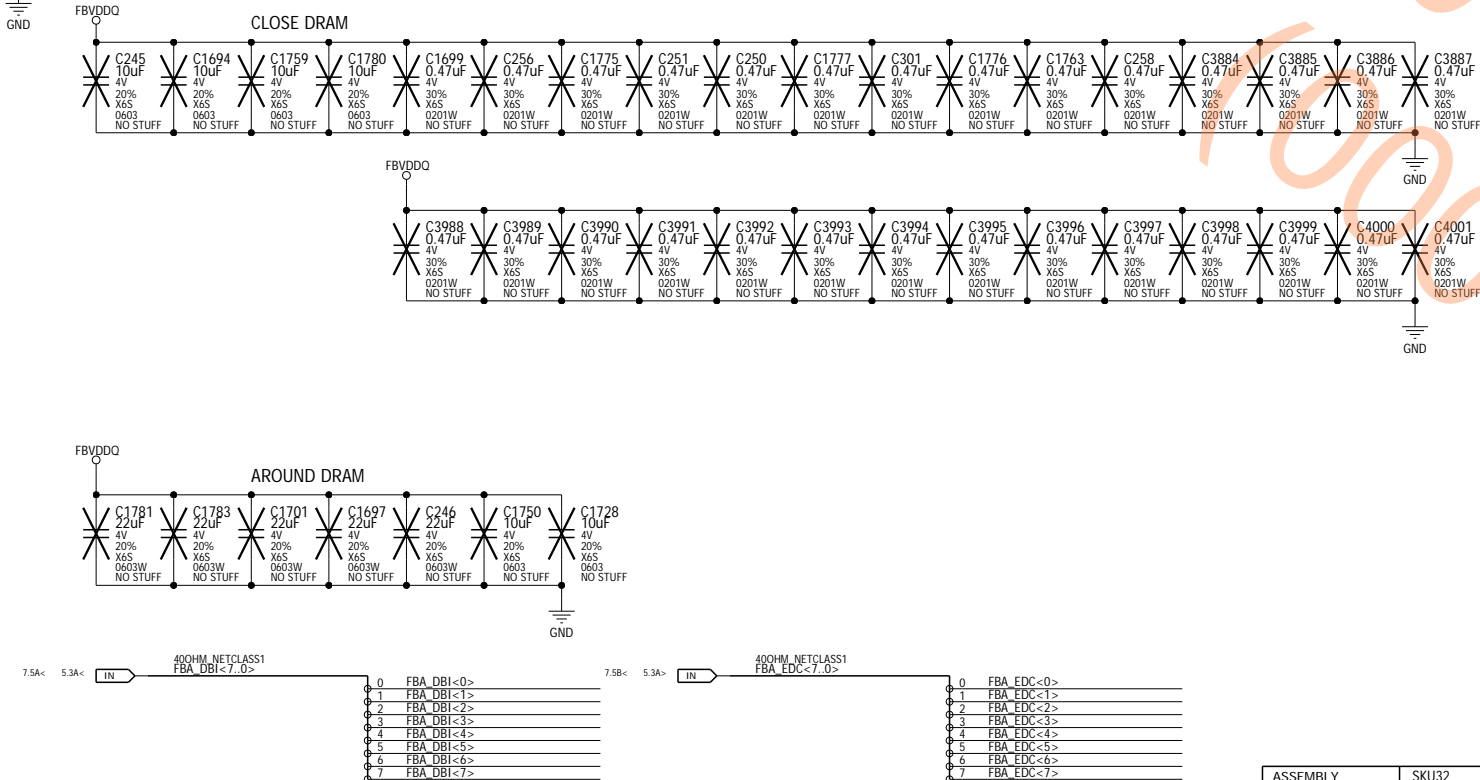 GND
FBVDDQ
CLOSE DRAM
C245 C1694 C1759 C1780 C1699 C256 C1775 C251 C250 C1777 C301 C1776 C1763 C258 C3884 C3885 C3886 C3887
10uF 10uF 10uF 10uF 0.47uF 0.47uF 0.47uF 0.47uF 0.47uF 0.47uF 0.47uF 0.47uF 0.47uF 0.47uF 0.47uF 0.47uF 0.47uF 0.47uF
4V 4V 4V 4V 4V 4V 4V 4V 4V 4V 4V 4V 4V 4V 4V 4V 4V 4V
20% 20% 20% 20% 30% 30% 30% 30% 30% 30% 30% 30% 30% 30% 30% 30% 30% 30%
X6S X6S X6S X6S X6S X6S X6S X6S X6S X6S X6S X6S X6S X6S X6S X6S X6S X6S
0603 0603 0603 0603 0201W 0201W 0201W 0201W 0201W 0201W 0201W 0201W 0201W 0201W 0201W 0201W 0201W 0201W
NO STUFF NO STUFF NO STUFF NO STUFF NO STUFF NO STUFF NO STUFF NO STUFF NO STUFF NO STUFF NO STUFF NO STUFF NO STUFF NO STUFF NO STUFF NO STUFF NO STUFF NO STUFF
GND
FBVDDQ
C3988 C3989 C3990 C3991 C3992 C3993 C3994 C3995 C3996 C3997 C3998 C3999 C4000 C4001
0.47uF 0.47uF 0.47uF 0.47uF 0.47uF 0.47uF 0.47uF 0.47uF 0.47uF 0.47uF 0.47uF 0.47uF 0.47uF 0.47uF
4V 4V 4V 4V 4V 4V 4V 4V 4V 4V 4V 4V 4V 4V
30% 30% 30% 30% 30% 30% 30% 30% 30% 30% 30% 30% 30% 30%
X6S X6S X6S X6S X6S X6S X6S X6S X6S X6S X6S X6S X6S X6S
0201W 0201W 0201W 0201W 0201W 0201W 0201W 0201W 0201W 0201W 0201W 0201W 0201W 0201W
NO STUFF NO STUFF NO STUFF NO STUFF NO STUFF NO STUFF NO STUFF NO STUFF NO STUFF NO STUFF NO STUFF NO STUFF NO STUFF NO STUFF
GND
FBVDDQ
AROUND DRAM
C1781 C1783 C1701 C1697 C246 C1750 C1728
22uF 22uF 22uF 22uF 22uF 10uF 10uF
4V 4V 4V 4V 4V 4V 4V
20% 20% 20% 20% 20% 20% 20%
X6S X6S X6S X6S X6S X6S X6S
0603W 0603W 0603W 0603W 0603W 0603 0603
NO STUFF NO STUFF NO STUFF NO STUFF NO STUFF NO STUFF NO STUFF
GND
40OHM_NETCLASS1 40OHM_NETCLASS1
7.5A< 5.3A< IN FBA_DBI<7..0> 7.5B< 5.3A> IN FBA_EDC<7..0>
0 FBA_DBI<0> 0 FBA_EDC<0>
1 FBA_DBI<1> 1 FBA_EDC<1>
2 FBA_DBI<2> 2 FBA_EDC<2>
3 FBA_DBI<3> 3 FBA_EDC<3>
4 FBA_DBI<4> 4 FBA_EDC<4>
5 FBA_DBI<5> 5 FBA_EDC<5>
6 FBA_DBI<6> 6 FBA_EDC<6>
7 FBA_DBI<7> 7 FBA_EDC<7>
ASSEMBLY SKU32